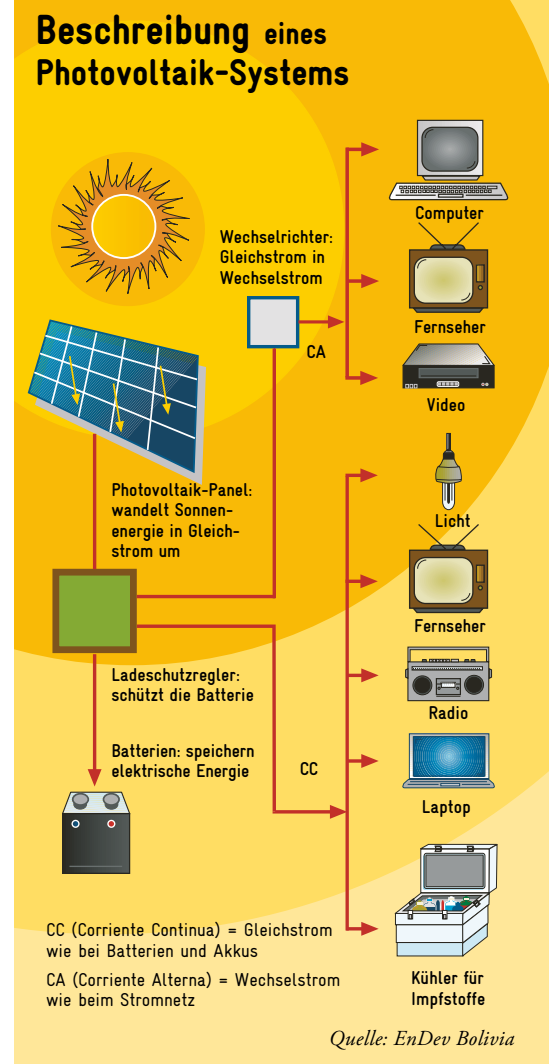 Beschreibung eines
Photovoltaik-Systems
Computer
Wechselrichter:
Gleichstrom in
Wechselstrom
CA
Fernseher
Video
Photovoltaik-Panel:
wandelt Sonnen-
energie in Gleich-
strom um
Licht
Fernseher
Ladeschutzregler:
schützt die Batterie
Radio
Batterien: speichern
elektrische Energie
CC
Laptop
CC (Corriente Continua) = Gleichstrom
wie bei Batterien und Akkus
CA (Corriente Alterna) = Wechselstrom
wie beim Stromnetz
Kühler für
Impfstoffe
Quelle: EnDev Bolivia